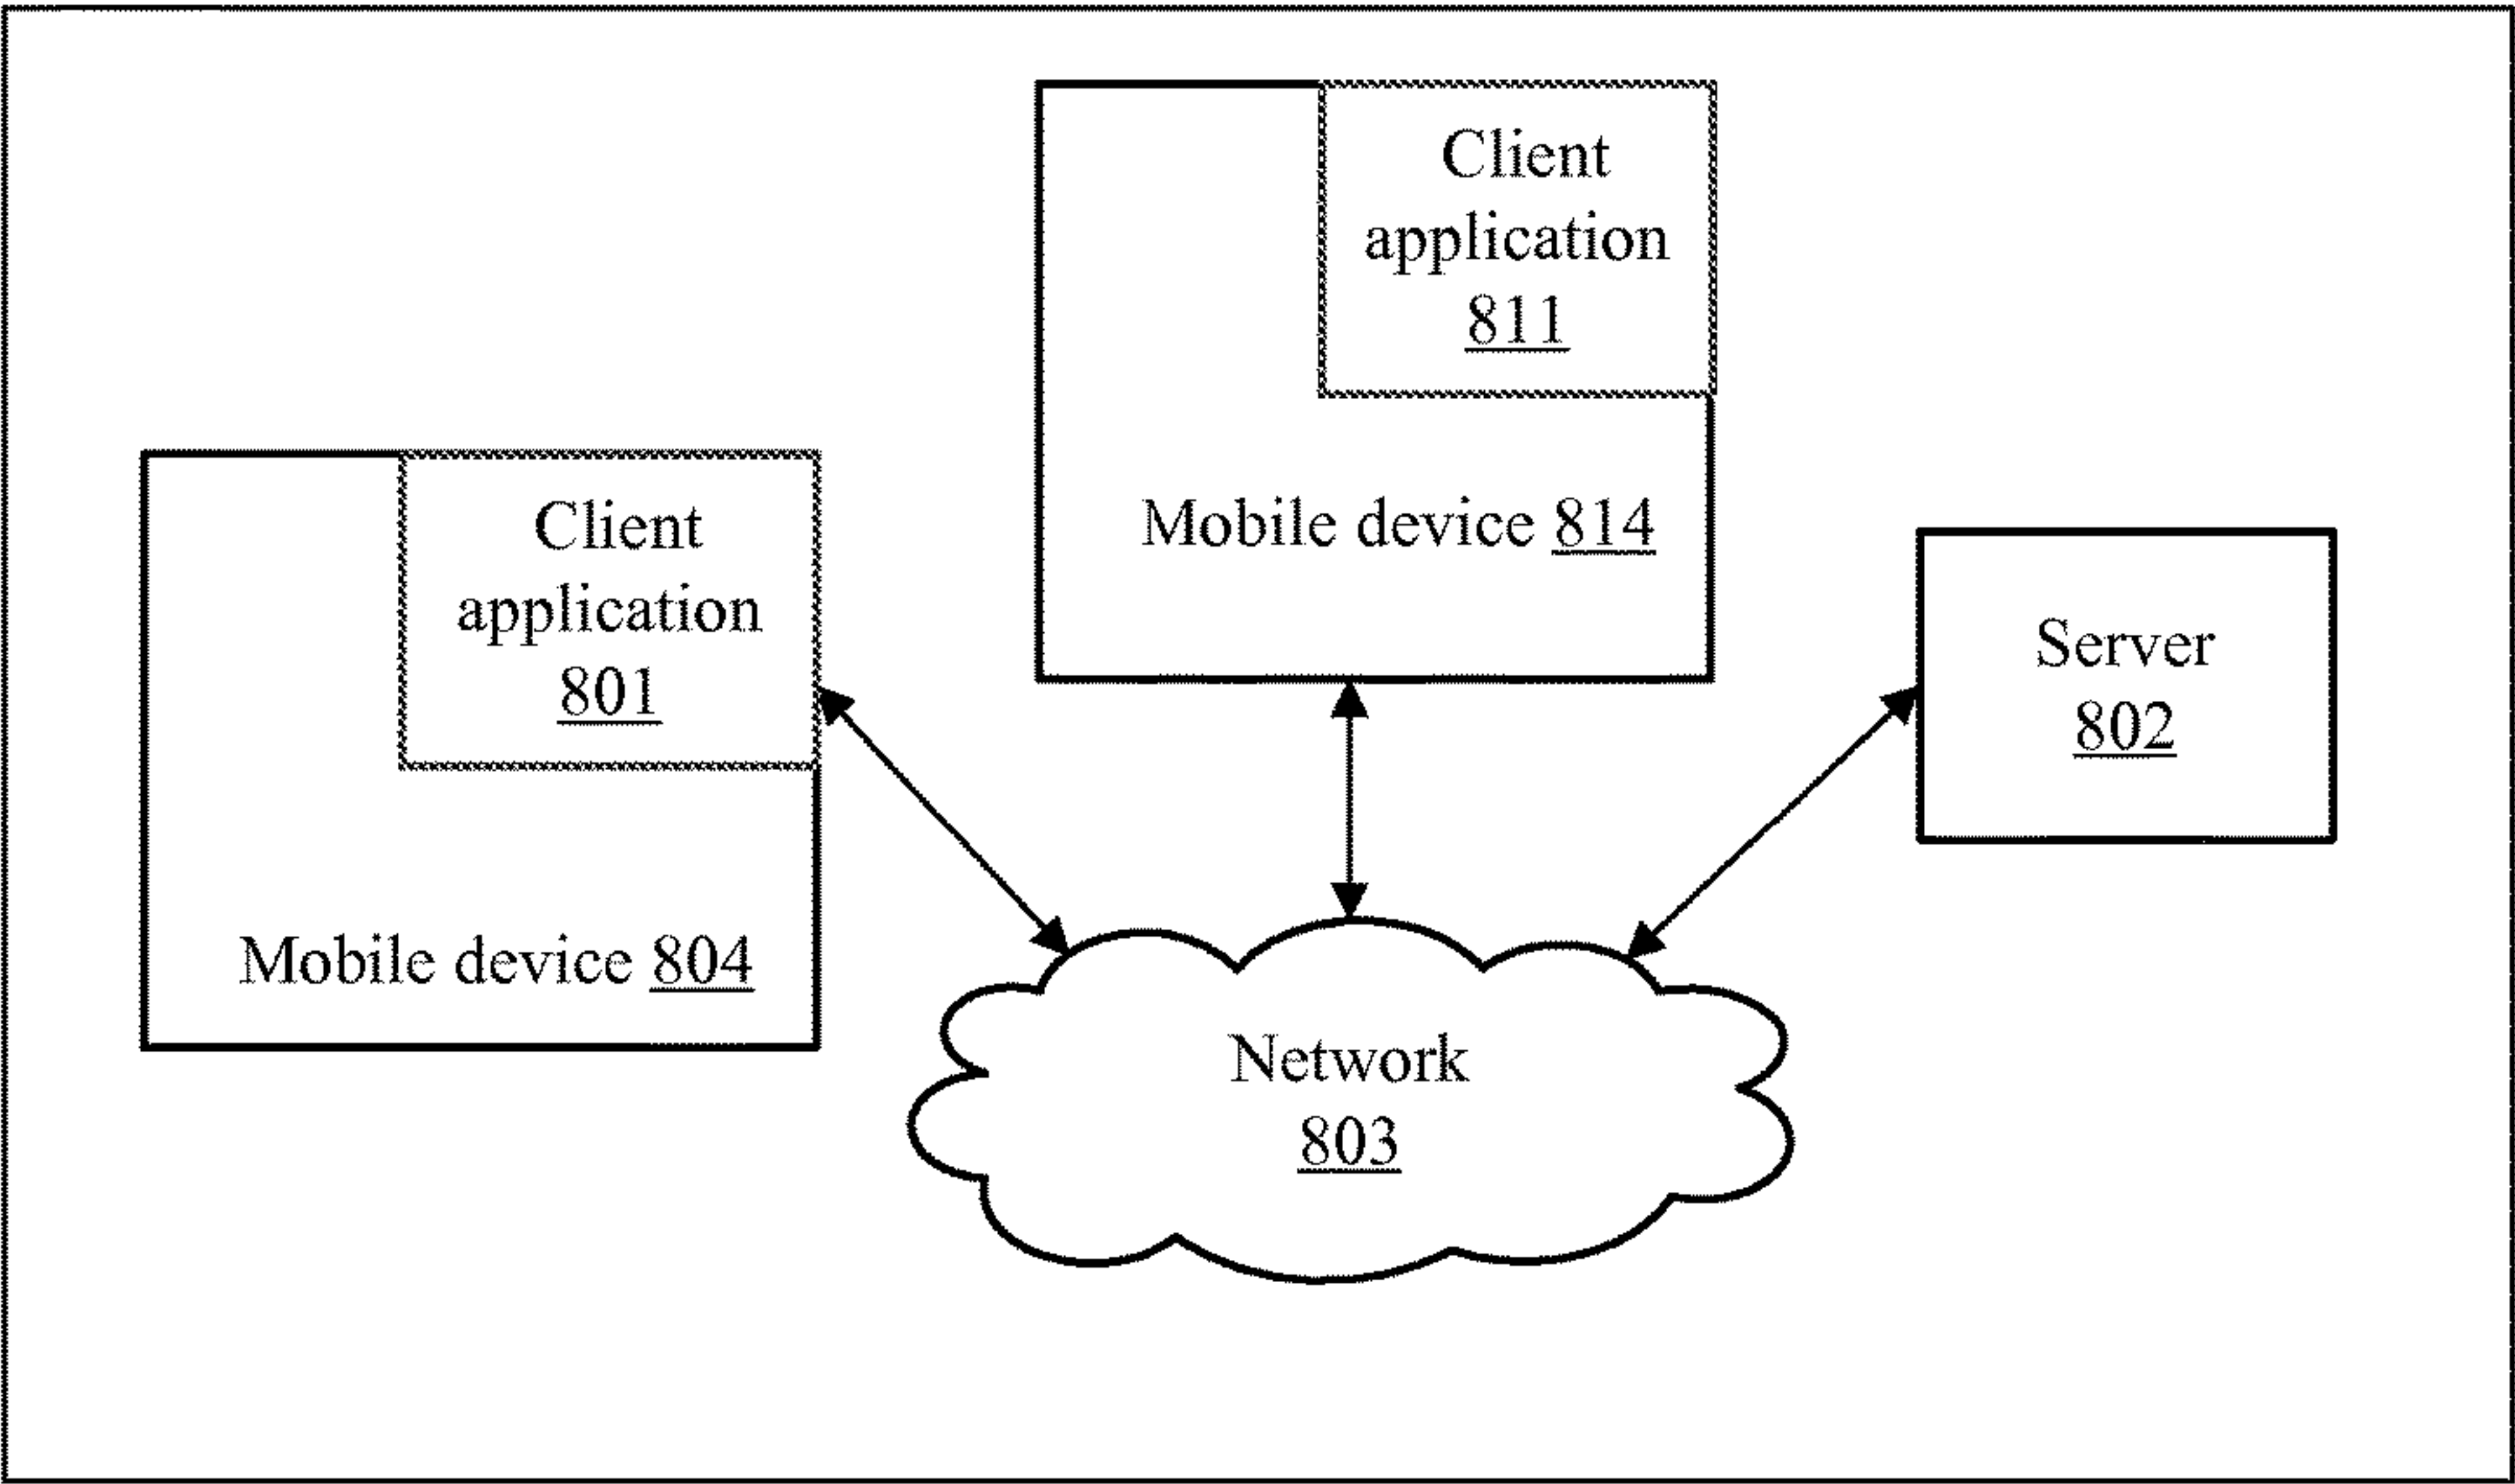 Client
application
811
Mobile device 814
Client
application
801
Mobile device 804
Server
802
Network
803